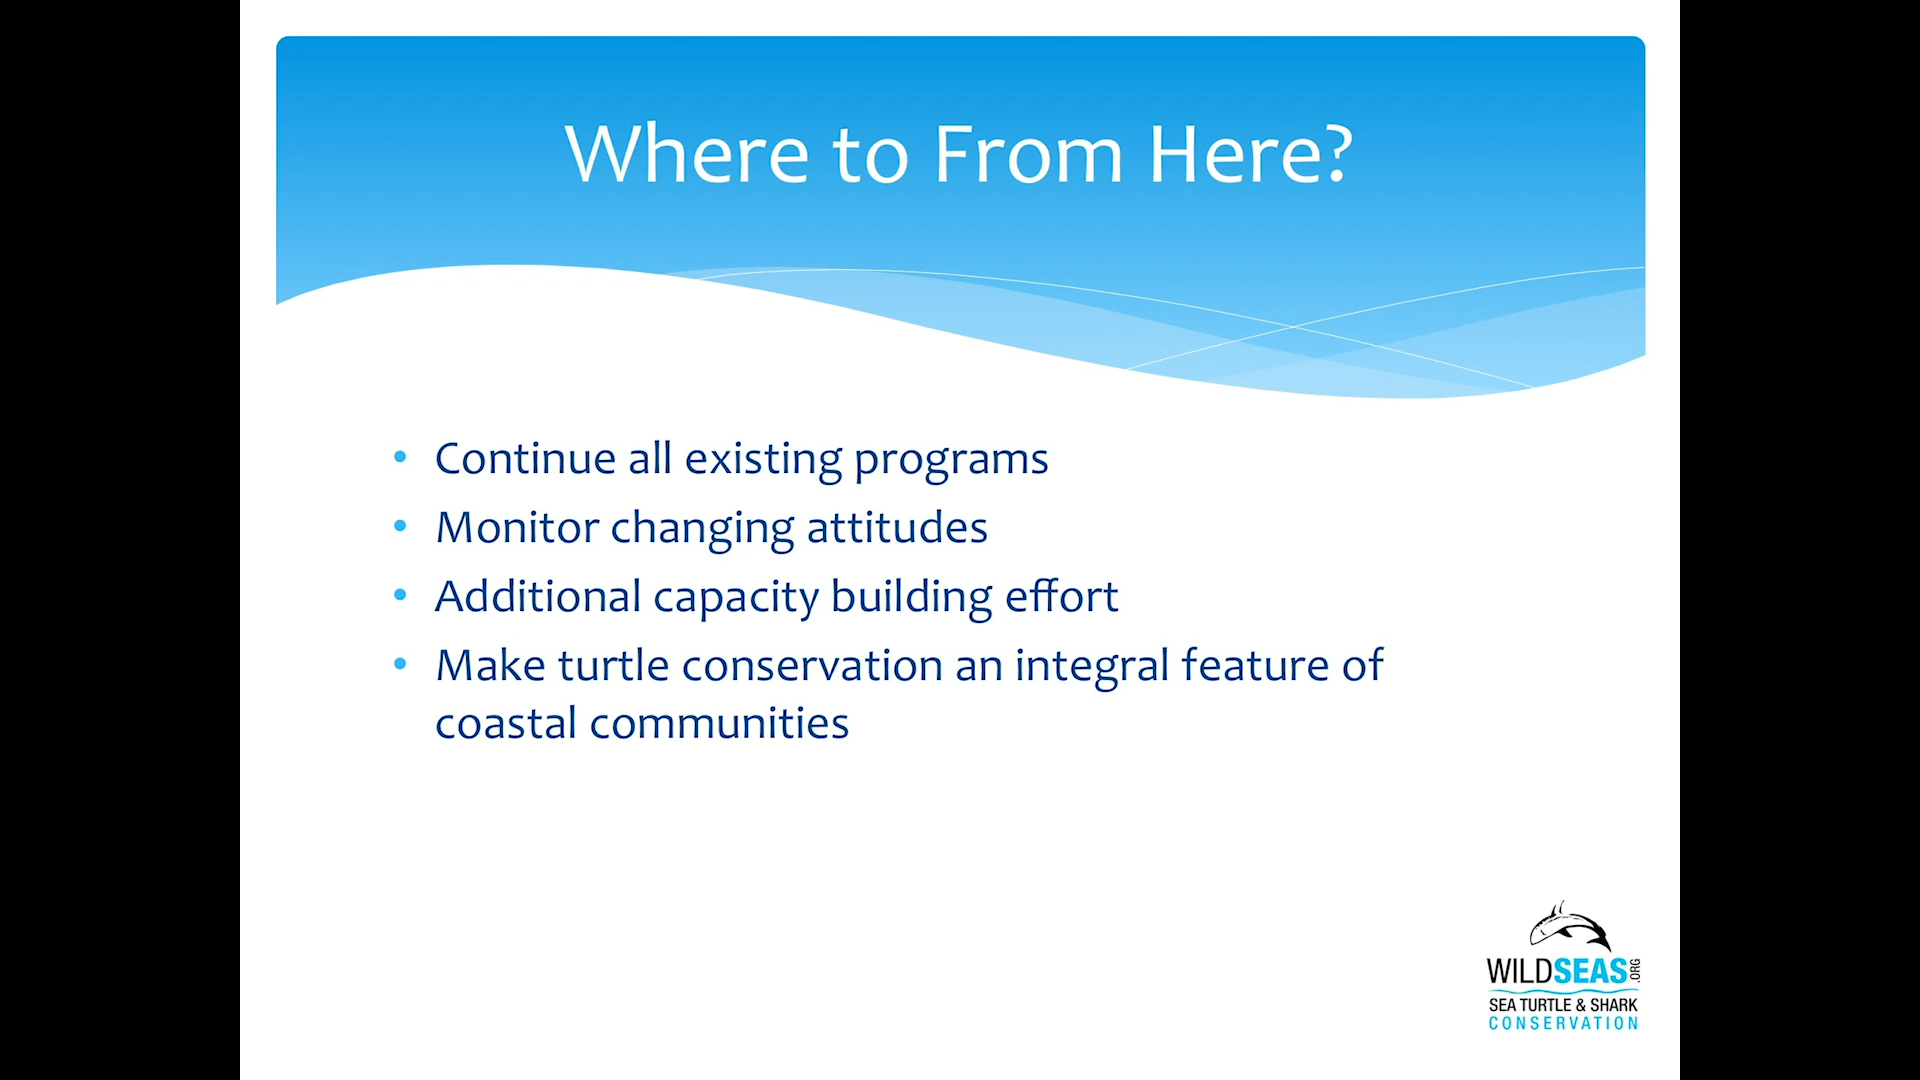 Where to From Here?
• Continue all existing programs
• Monitor changing attitudes
• Additional capacity building effort
• Make turtle conservation an integral feature of
coastal communities
WILDSEAS.ORG
SEA TURTLE & SHARK
CONSERVATION